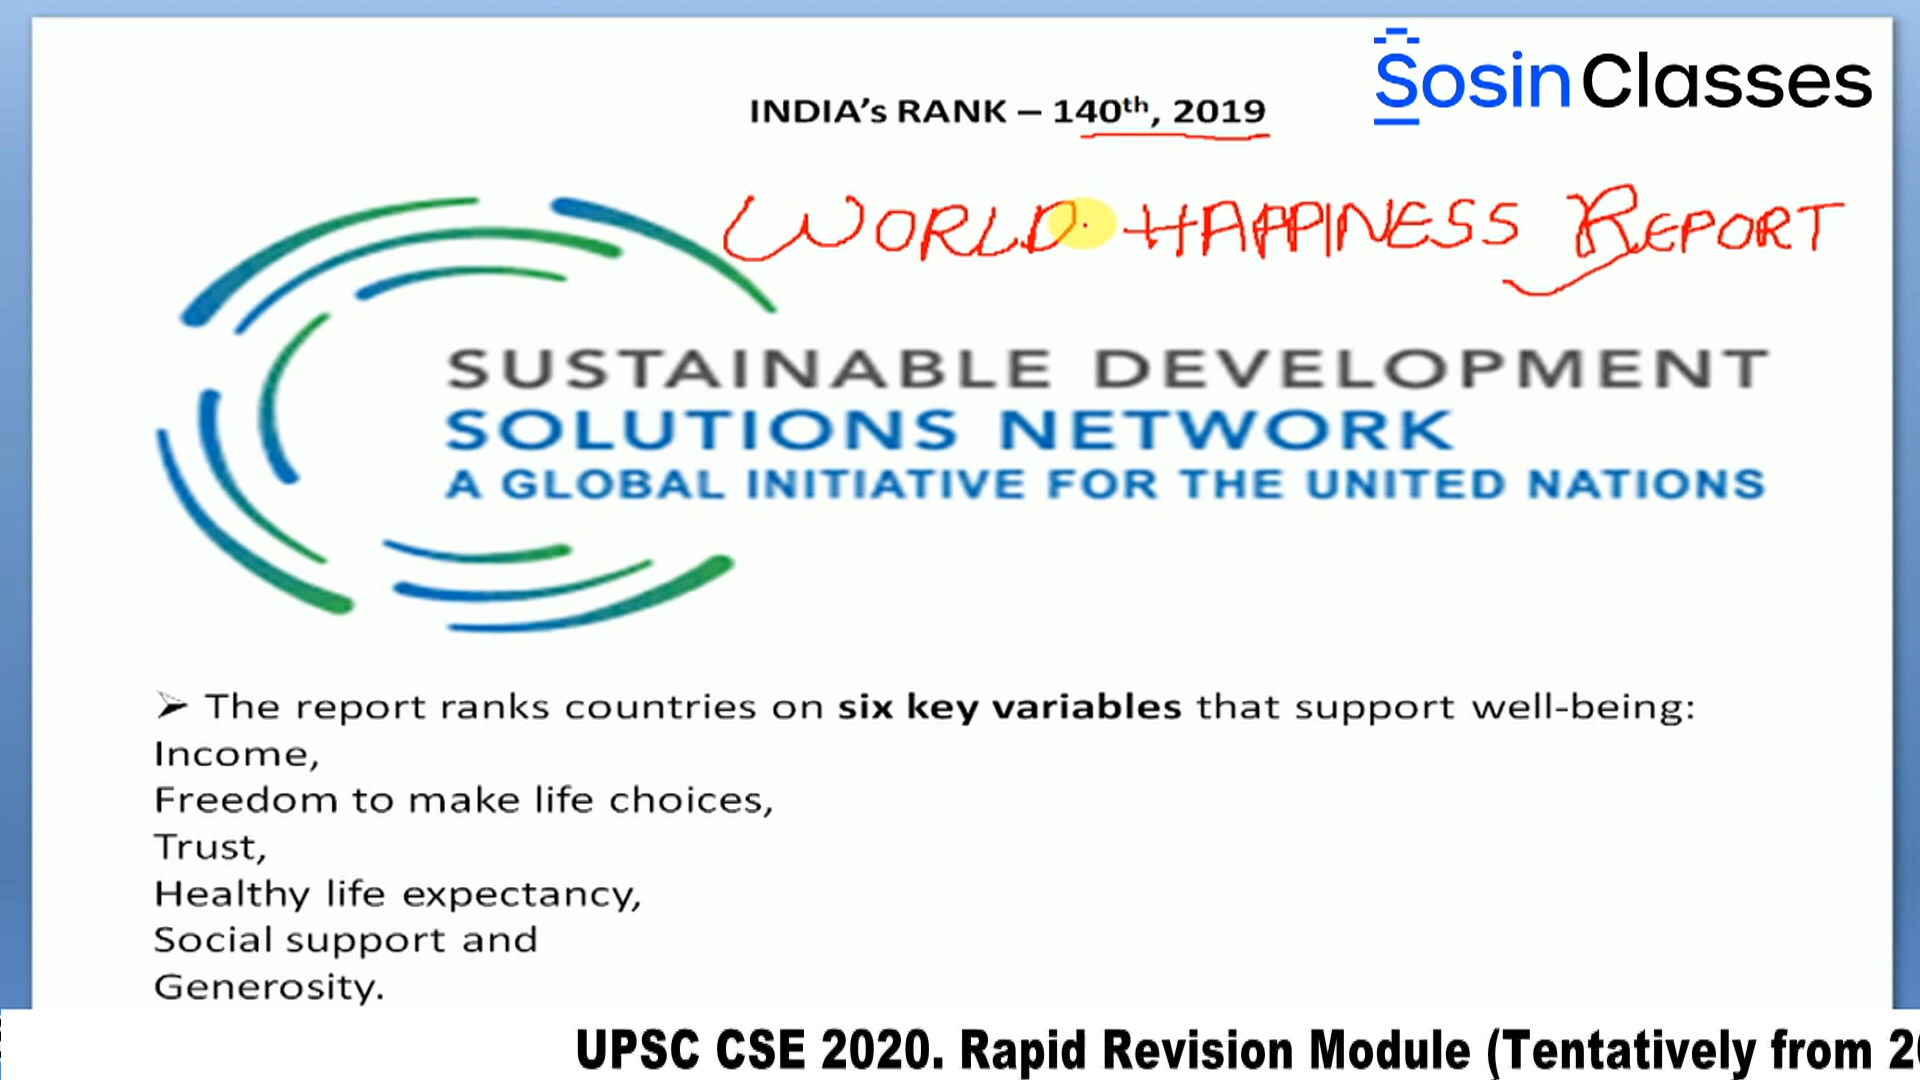 Sosin Classes
INDIA's RANK – 140th, 2019
WORLD HAPPINESS REPORT
SUSTAINABLE DEVELOPMENT
SOLUTIONS NETWORK
A GLOBAL INITIATIVE FOR THE UNITED NATIONS
➢ The report ranks countries on six key variables that support well-being:
Income,
Freedom to make life choices,
Trust,
Healthy life expectancy,
Social support and
Generosity.
UPSC CSE 2020. Rapid Revision Module (Tentatively from